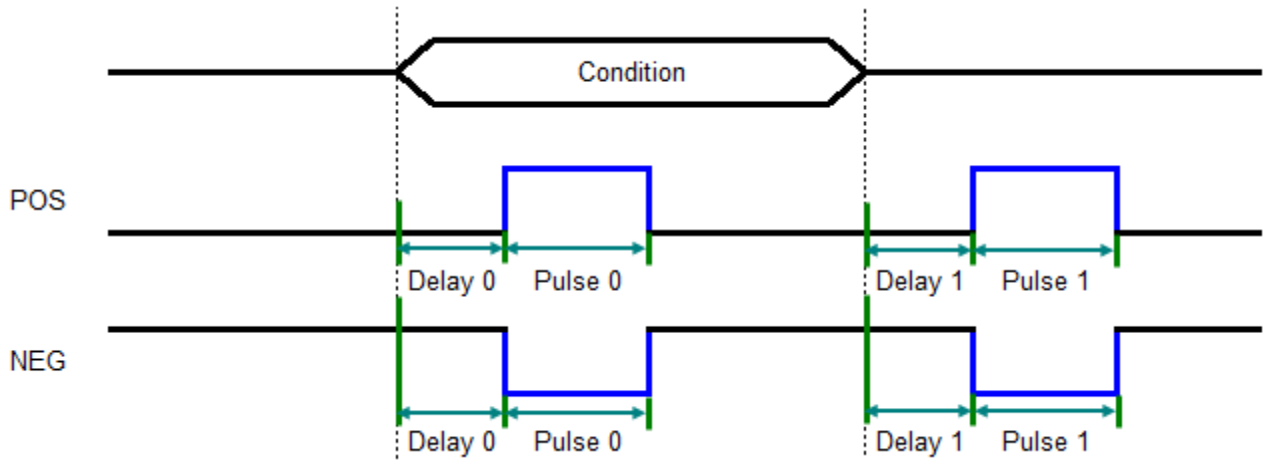 Condition
POS
Delay 0 Pulse 0 Delay 1 Pulse 1
NEG
Delay 0 Pulse 0 Delay 1 Pulse 1